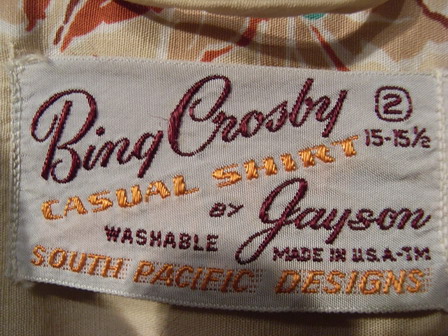 Bing Crosby 2
15-15½
CASUAL SHIRT
BY Jayson
WASHABLE
MADE IN U.S.A-TM
SOUTH PACIFIC DESIGNS